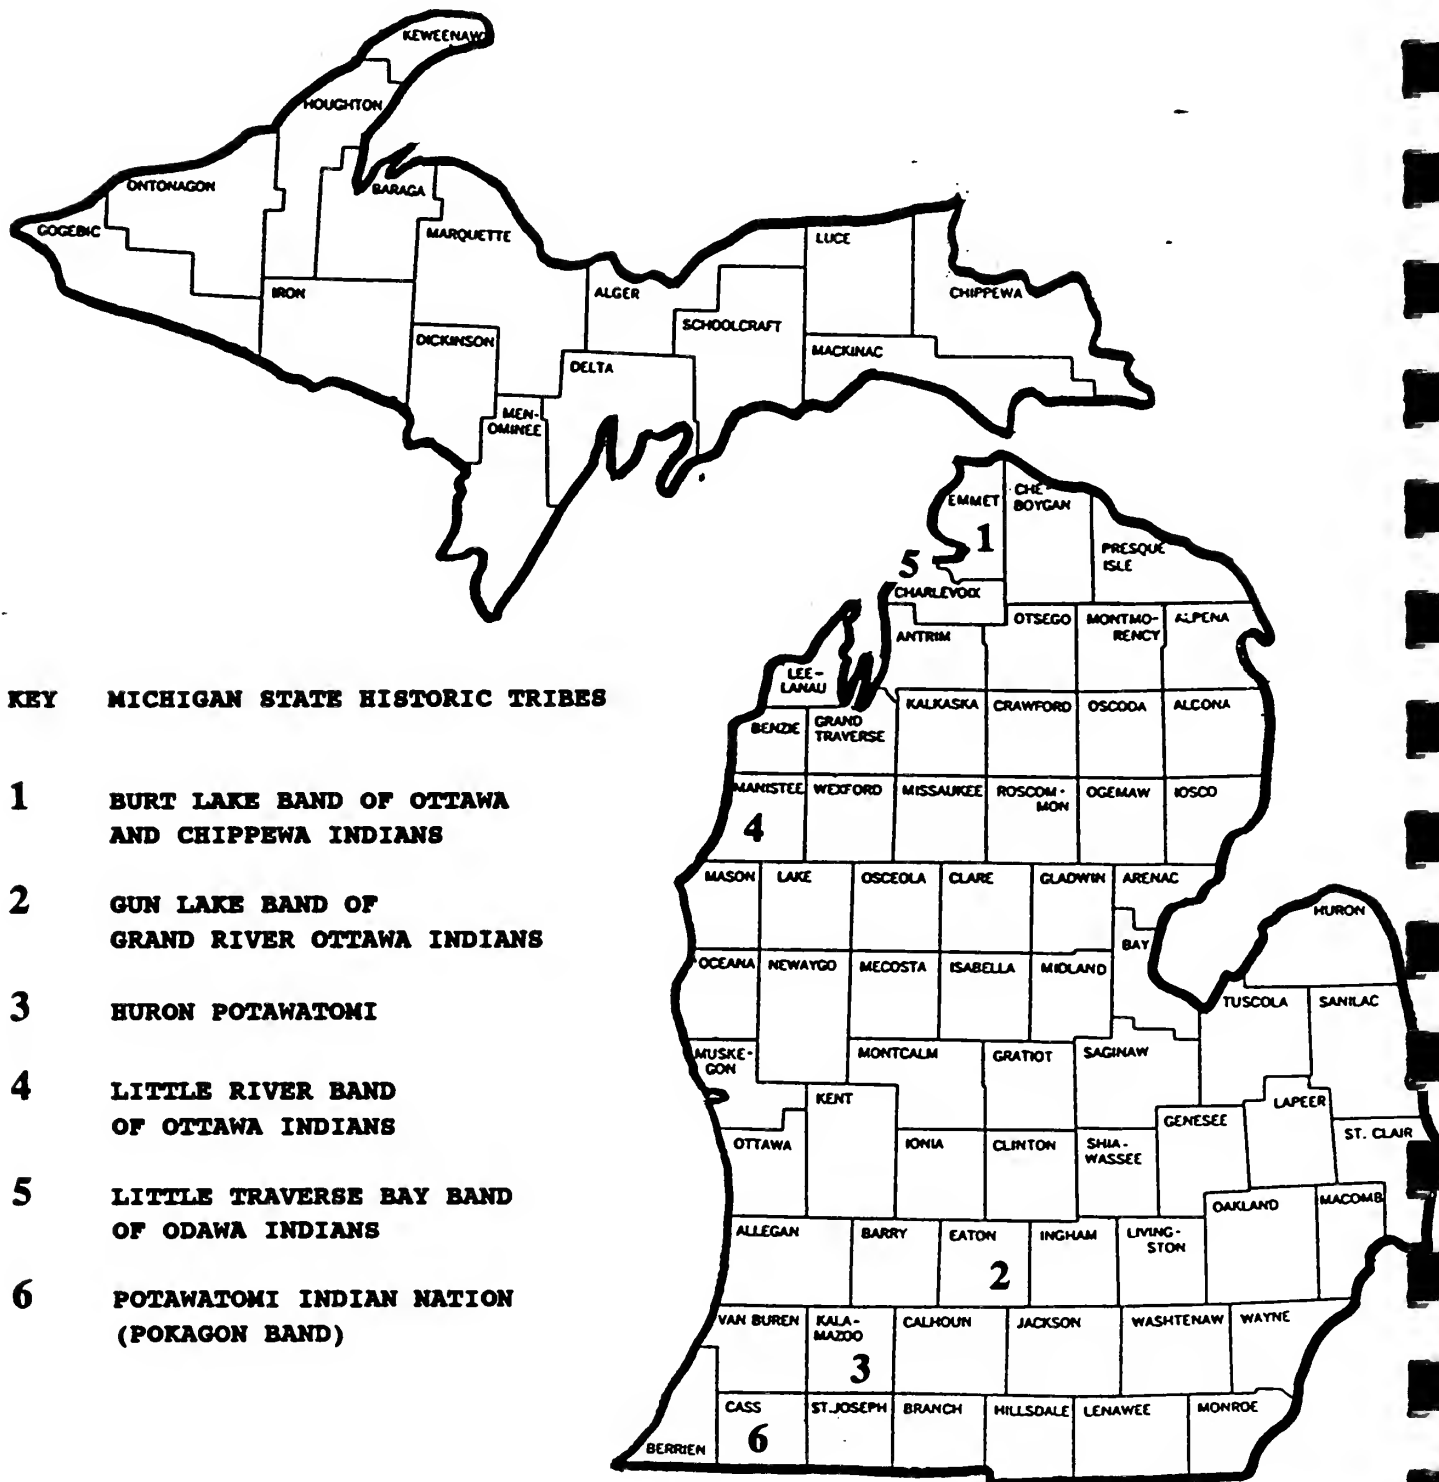 KEWEENAW
HOUGHTON
ONTONAGON
BARAGA
GOGEBIC
MARQUETTE
LUCE
IRON
ALGER
CHIPPEWA
SCHOOLCRAFT
DICKINSON
MACKINAC
DELTA
MEN-
OMINEE
EMMET
CHE-
BOYGAN
1
PRESQUE
ISLE
5
CHARLEVOIX
ANTRIM
OTSEGO
MONTMO-
RENCY
ALPENA
LEE-
LANAU
KALKASKA
CRAWFORD
OSCODA
ALCONA
BENZIE
GRAND
TRAVERSE
MANISTEE
WEXFORD
MISSAUKEE
ROSCOM-
MON
OGEMAW
IOSCO
4
MASON
LAKE
OSCEOLA
CLARE
GLADWIN
ARENAC
HURON
BAY
OCEANA
NEWAYGO
MECOSTA
ISABELLA
MIDLAND
TUSCOLA
SANILAC
MUSKE-
GON
MONTCALM
GRATIOT
SAGINAW
KENT
LAPEER
GENESEE
ST. CLAIR
OTTAWA
IONIA
CLINTON
SHIA-
WASSEE
OAKLAND
MACOMB
ALLEGAN
BARRY
EATON
INGHAM
LIVING-
STON
2
VAN BUREN
KALA-
MAZOO
CALHOUN
JACKSON
WASHTENAW
WAYNE
3
CASS
ST.JOSEPH
BRANCH
HILLSDALE
LENAWEE
MONROE
6
BERRIEN
KEY MICHIGAN STATE HISTORIC TRIBES
1 BURT LAKE BAND OF OTTAWA
AND CHIPPEWA INDIANS
2 GUN LAKE BAND OF
GRAND RIVER OTTAWA INDIANS
3 HURON POTAWATOMI
4 LITTLE RIVER BAND
OF OTTAWA INDIANS
5 LITTLE TRAVERSE BAY BAND
OF ODAWA INDIANS
6 POTAWATOMI INDIAN NATION
(POKAGON BAND)